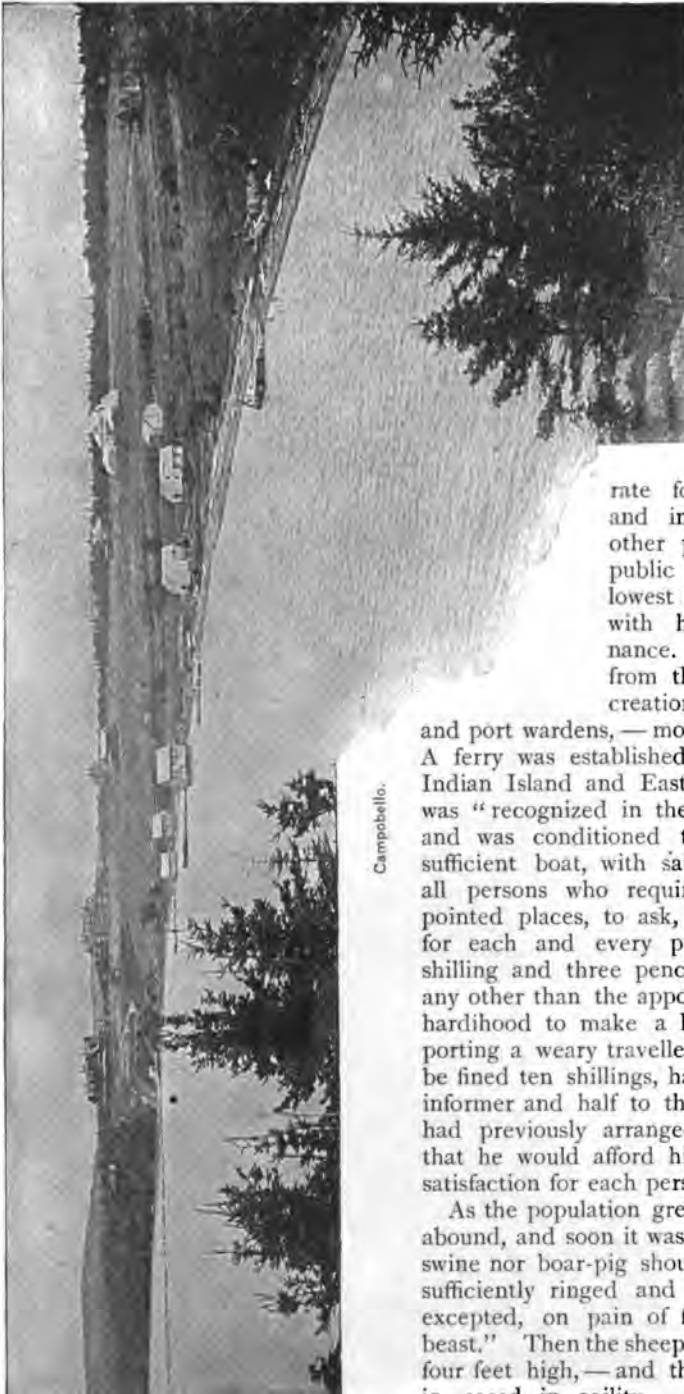 Campobello.
rate fo
and in
other p
public
lowest
with h
nance.
from th
creation
and port wardens, — mo
A ferry was established
Indian Island and East
was “recognized in the
and was conditioned t
sufficient boat, with sa
all persons who requi
pointed places, to ask,
for each and every p
shilling and three penc
any other than the appo
hardihood to make a l
porting a weary travelle
be fined ten shillings, ha
informer and half to th
had previously arrange
that he would afford h
satisfaction for each pers
As the population gre
abound, and soon it was
swine nor boar-pig shou
sufficiently ringed and
excepted, on pain of
beast.” Then the sheep
four feet high, — and th
in agility